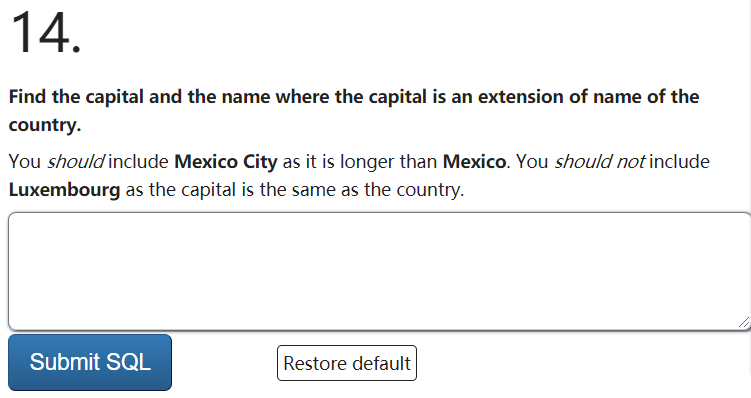 14.
Find the capital and the name where the capital is an extension of name of the
country.
You should include Mexico City as it is longer than Mexico. You should not include
Luxembourg as the capital is the same as the country.
Submit SQL
Restore default